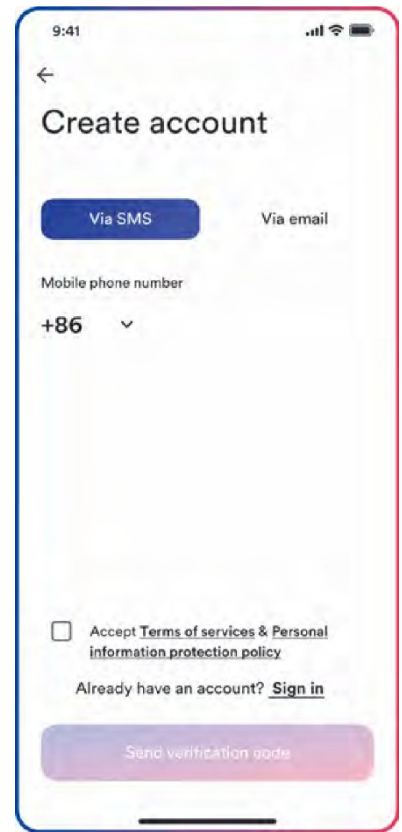 9:41
Create account
Via SMS
Via email
Mobile phone number
+86
Accept Terms of services & Personal
information protection policy
Already have an account? Sign in
Send verification code